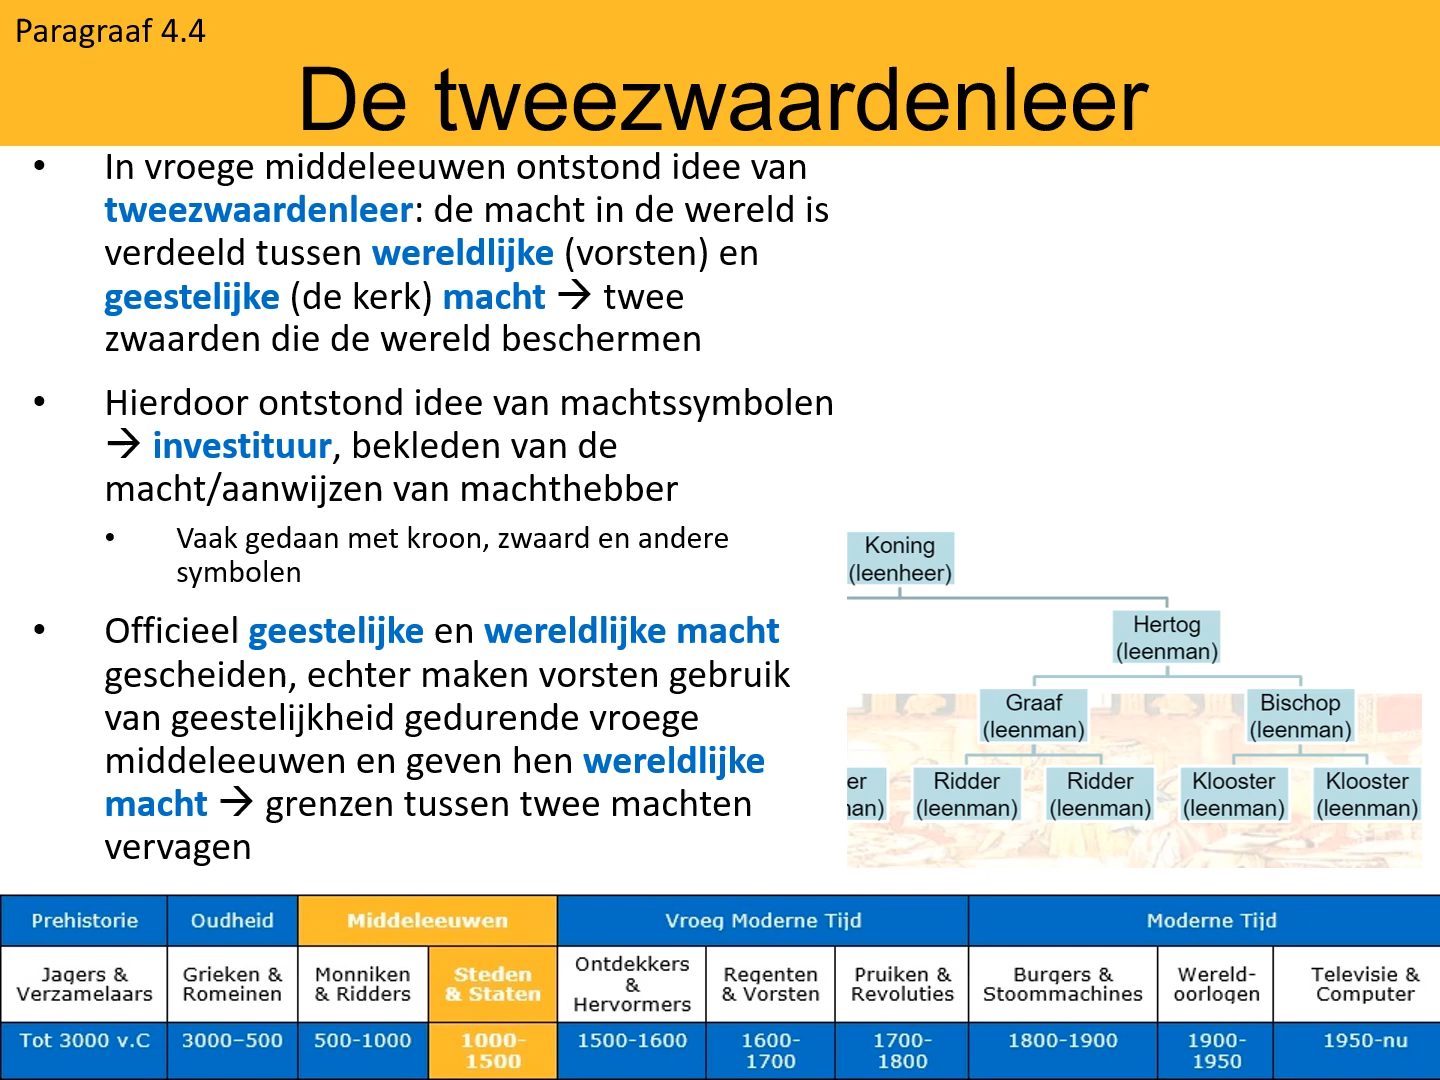 Paragraaf 4.4
De tweezwaardenleer
• In vroege middeleeuwen ontstond idee van
tweezwaardenleer: de macht in de wereld is
verdeeld tussen wereldlijke (vorsten) en
geestelijke (de kerk) macht → twee
zwaarden die de wereld beschermen
• Hierdoor ontstond idee van machtssymbolen
→ investituur, bekleden van de
macht/aanwijzen van machthebber
• Vaak gedaan met kroon, zwaard en andere
symbolen
• Officieel geestelijke en wereldlijke macht
gescheiden, echter maken vorsten gebruik
van geestelijkheid gedurende vroege
middeleeuwen en geven hen wereldlijke
macht → grenzen tussen twee machten
vervagen
Koning
(leenheer)
Hertog
(leenman)
Graaf
(leenman)
Bischop
(leenman)
er
nan)
Ridder
(leenman)
Ridder
(leenman)
Klooster
(leenman)
Klooster
(leenman)
Prehistorie Oudheid Middeleeuwen Vroeg Moderne Tijd Moderne Tijd
Jagers &
Verzamelaars
Grieken &
Romeinen
Monniken
& Ridders
Steden
& Staten
Ontdekkers
&
Hervormers
Regenten
& Vorsten
Pruiken &
Revoluties
Burgers &
Stoommachines
Wereld-
oorlogen
Televisie &
Computer
Tot 3000 v.C
3000–500
500-1000
1000-
1500
1500-1600
1600-
1700
1700-
1800
1800-1900
1900-
1950
1950-nu